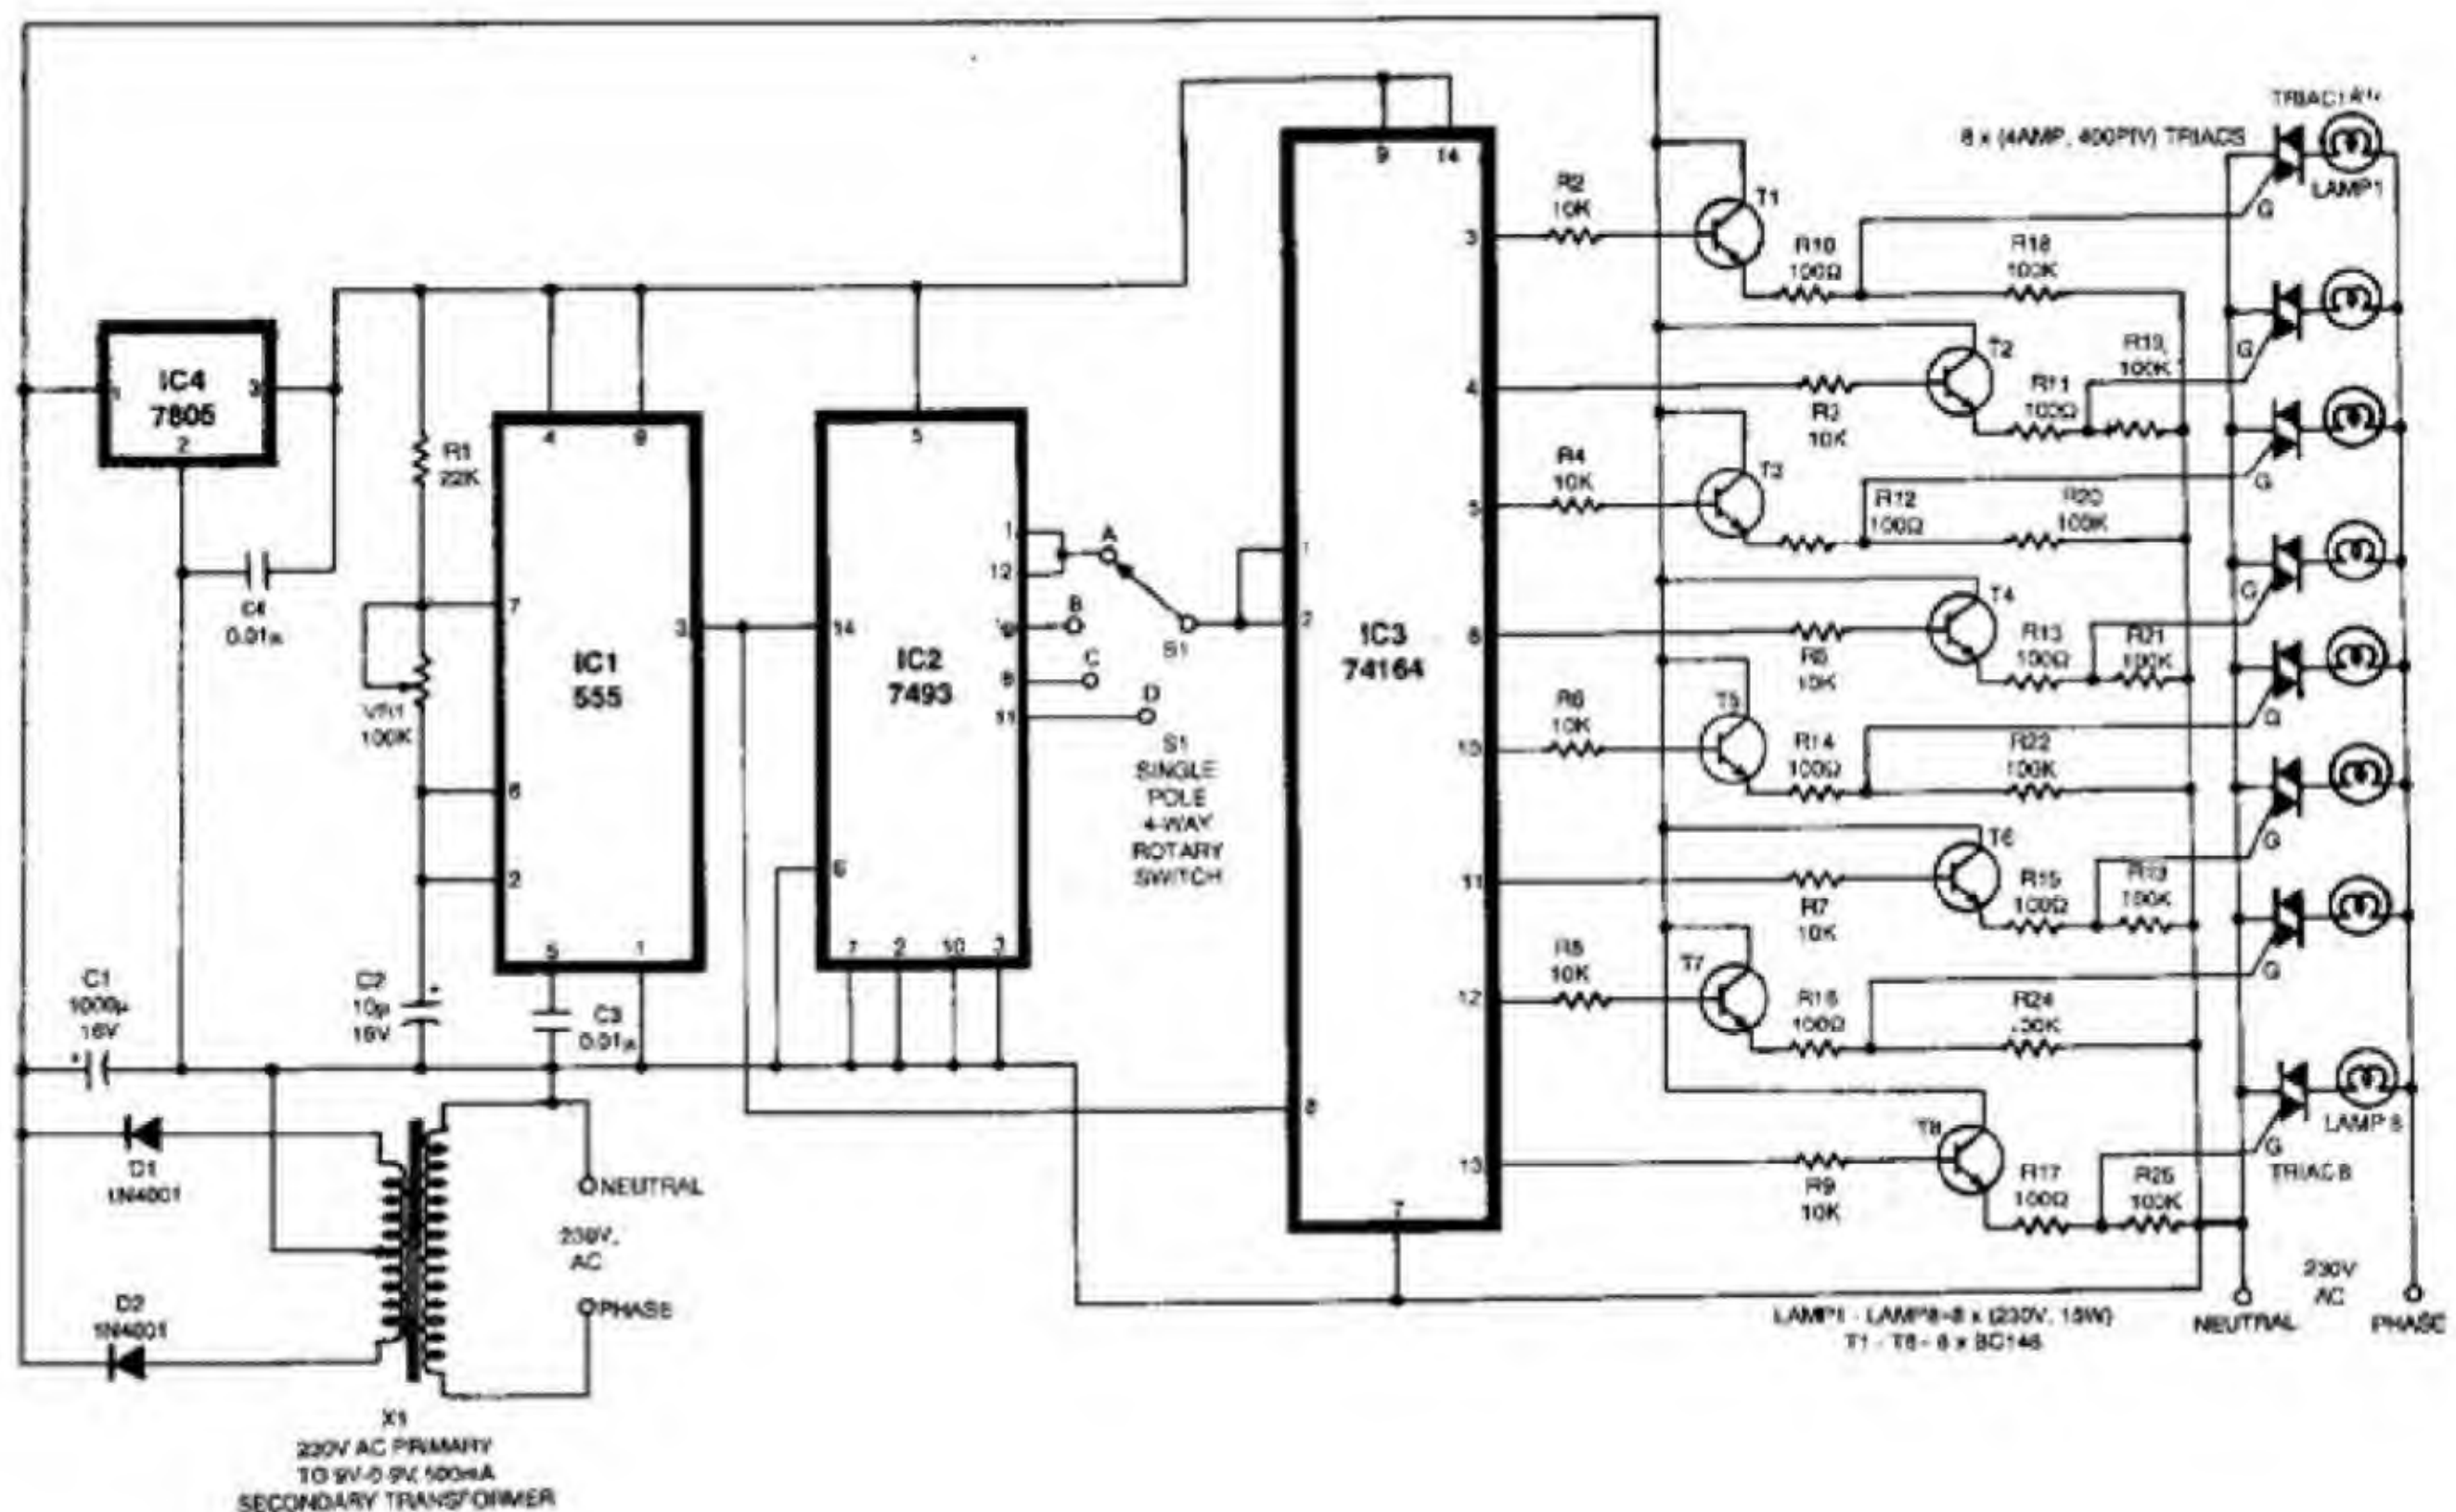 TRIAC1
8 x (4AMP, 400PIV) TRIACS
LAMP1
G
9
14
3
R2
10K
T1
R10
100Ω
R18
100K
IC4
7805
1
3
2
C4
0.01µ
R1
22K
VR1
100K
IC1
555
4
8
7
6
2
3
5
1
IC2
7493
5
14
6
1
12
9
8
11
7
2
10
3
A
B
C
D
S1
S1
SINGLE
POLE
4-WAY
ROTARY
SWITCH
IC3
74164
1
2
8
7
4
R3
10K
T2
R11
100Ω
R19
100K
G
5
R4
10K
T3
R12
100Ω
R20
100K
G
6
R5
10K
T4
R13
100Ω
R21
100K
G
10
R6
10K
T5
R14
100Ω
R22
100K
G
11
R7
10K
T6
R15
100Ω
100K
G
12
R8
10K
T7
R16
100Ω
R24
G
13
R9
10K
T8
R17
100Ω
R25
100K
G
LAMP 8
TRIAC8
C1
1000µ
16V
C2
10µ
16V
C3
0.01µ
D1
1N4001
D2
1N4001
NEUTRAL
230V,
AC
PHASE
X1
230V AC PRIMARY
TO 9V-0-9V, 500mA
SECONDARY TRANSFORMER
LAMP1 - LAMP8=8 x (230V, 15W)
230V
AC
NEUTRAL
PHASE